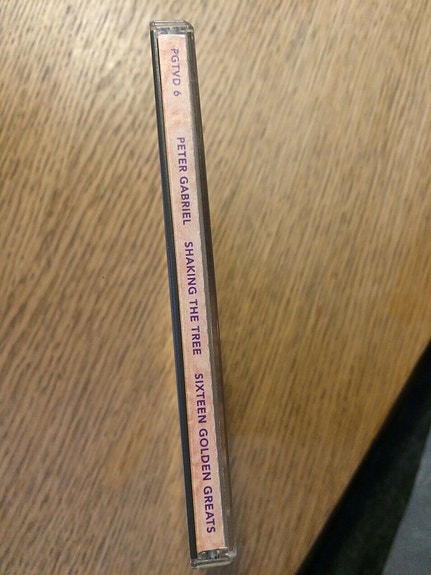 PGTVD 6 PETER GABRIEL SHAKING THE TREE SIXTEEN GOLDEN GREATS